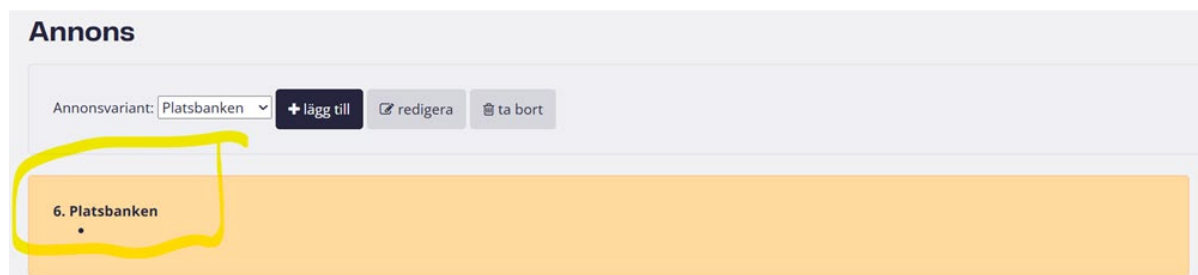 Annons
Annonsvariant: Platsbanken lägg till redigera ta bort
6. Platsbanken
•